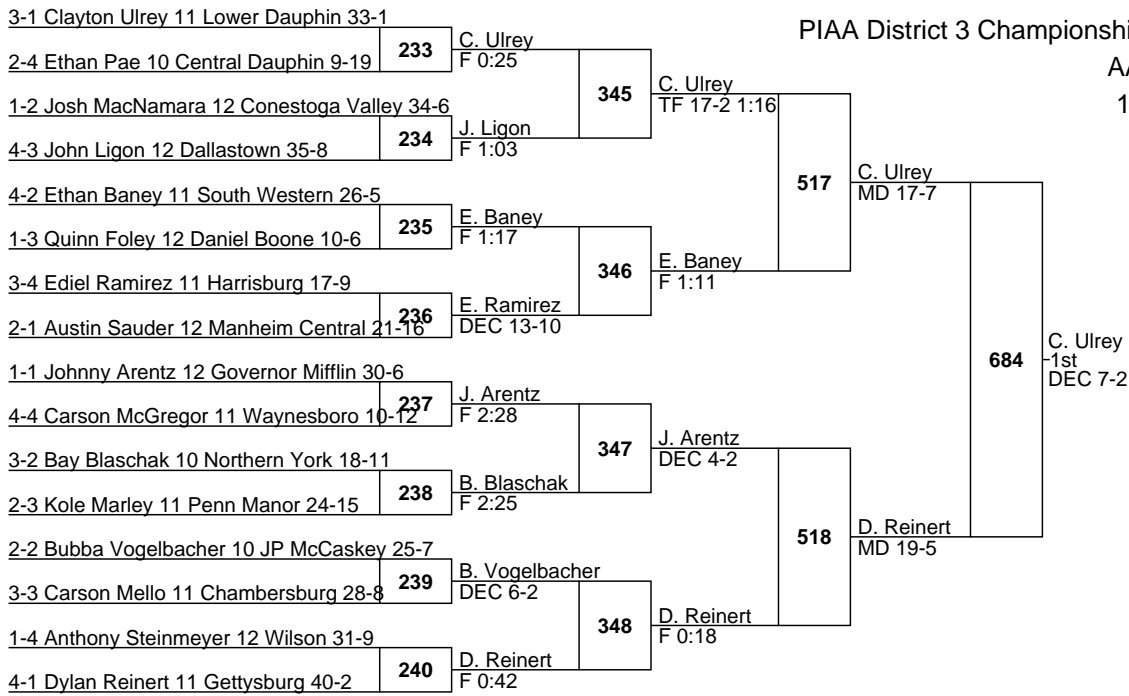 PIAA District 3 Championshi
AA
1
3-1 Clayton Ulrey 11 Lower Dauphin 33-1
2-4 Ethan Pae 10 Central Dauphin 9-19
1-2 Josh MacNamara 12 Conestoga Valley 34-6
4-3 John Ligon 12 Dallastown 35-8
4-2 Ethan Baney 11 South Western 26-5
1-3 Quinn Foley 12 Daniel Boone 10-6
3-4 Ediel Ramirez 11 Harrisburg 17-9
2-1 Austin Sauder 12 Manheim Central 21-16
1-1 Johnny Arentz 12 Governor Mifflin 30-6
4-4 Carson McGregor 11 Waynesboro 10-12
3-2 Bay Blaschak 10 Northern York 18-11
2-3 Kole Marley 11 Penn Manor 24-15
2-2 Bubba Vogelbacher 10 JP McCaskey 25-7
3-3 Carson Mello 11 Chambersburg 28-8
1-4 Anthony Steinmeyer 12 Wilson 31-9
4-1 Dylan Reinert 11 Gettysburg 40-2
233
234
235
236
237
238
239
240
C. Ulrey
F 0:25
J. Ligon
F 1:03
E. Baney
F 1:17
E. Ramirez
DEC 13-10
J. Arentz
F 2:28
B. Blaschak
F 2:25
B. Vogelbacher
DEC 6-2
D. Reinert
F 0:42
345
346
347
348
C. Ulrey
TF 17-2 1:16
E. Baney
F 1:11
J. Arentz
DEC 4-2
D. Reinert
F 0:18
517
518
C. Ulrey
MD 17-7
D. Reinert
MD 19-5
684
C. Ulrey
1st
DEC 7-2